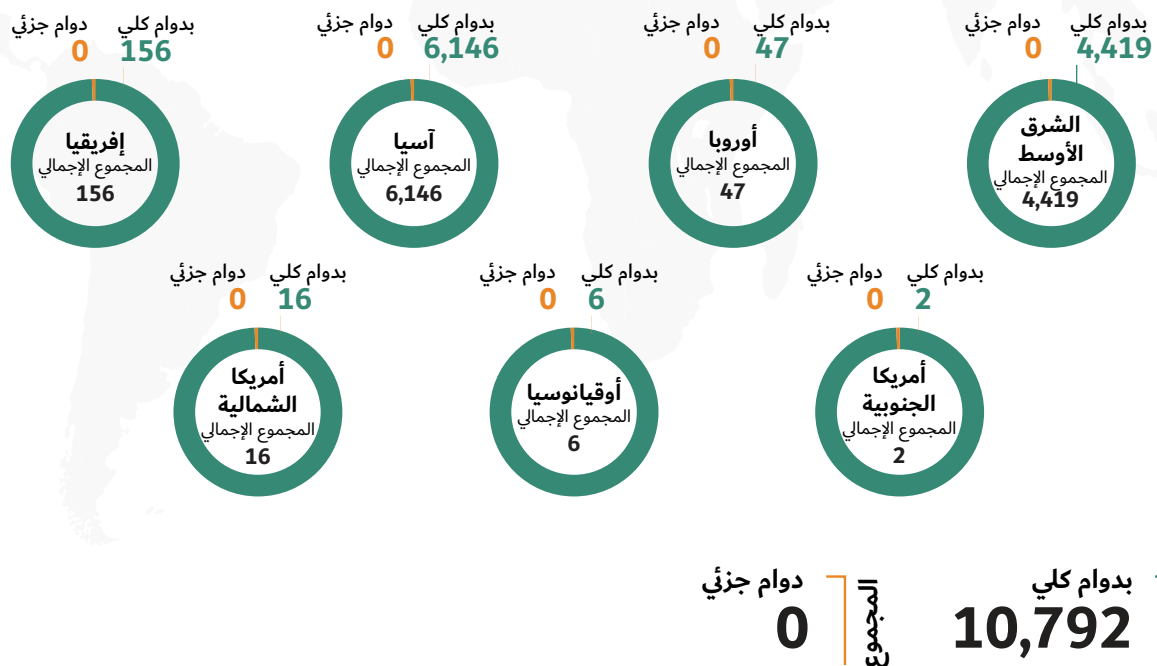 بدوام كلي دوام جزئي
4,419 0
الشرق
الأوسط
المجموع الإجمالي
4,419
بدوام كلي دوام جزئي
47 0
أوروبا
المجموع الإجمالي
47
بدوام كلي دوام جزئي
6,146 0
آسيا
المجموع الإجمالي
6,146
بدوام كلي دوام جزئي
156 0
إفريقيا
المجموع الإجمالي
156
بدوام كلي دوام جزئي
2 0
أمريكا
الجنوبية
المجموع الإجمالي
2
بدوام كلي دوام جزئي
6 0
أوقيانوسيا
المجموع الإجمالي
6
بدوام كلي دوام جزئي
16 0
أمريكا
الشمالية
المجموع الإجمالي
16
بدوام كلي
10,792
المجموع
دوام جزئي
0